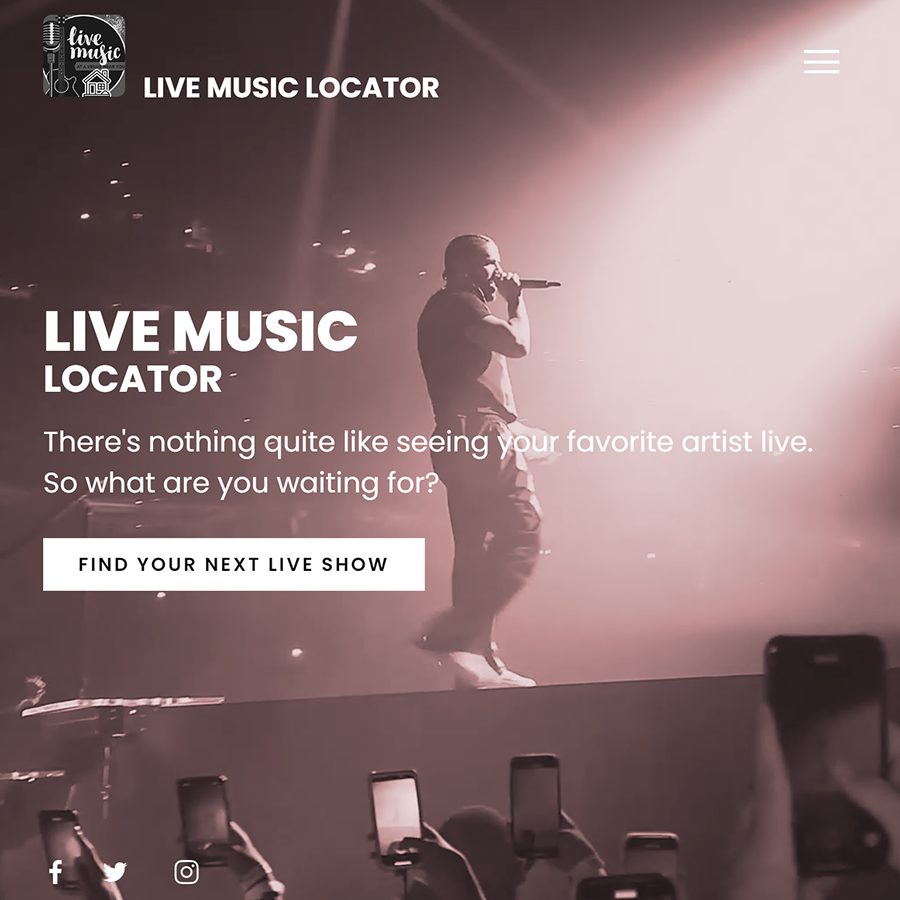 live
music
LIVE MUSIC LOCATOR
LIVE MUSIC
LOCATOR
There's nothing quite like seeing your favorite artist live.
So what are you waiting for?
FIND YOUR NEXT LIVE SHOW